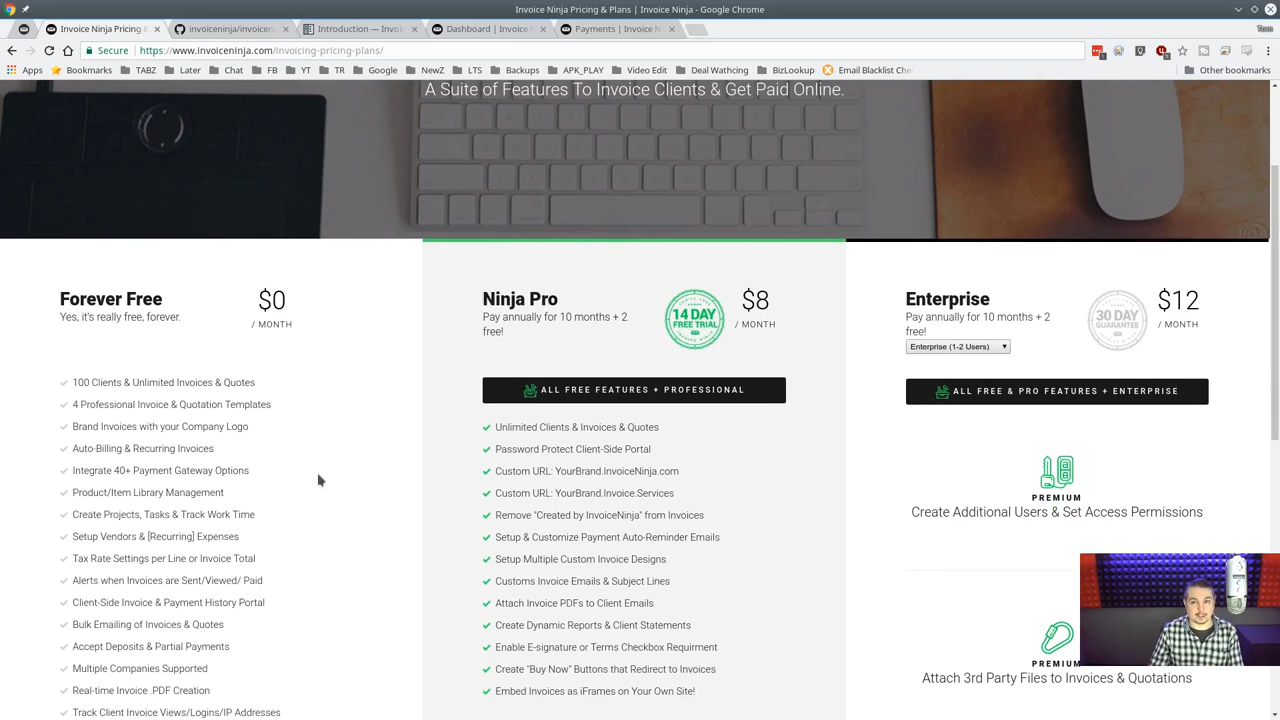 Invoice Ninja Pricing & Plans | Invoice Ninja - Google Chrome
Invoice Ninja Pricing &
invoiceninja/invoiceni
Introduction — Invoic
Dashboard | Invoice N
Payments | Invoice N
Tom
Secure
https://www.invoiceninja.com/invoicing-pricing-plans/
Apps
Bookmarks
TABZ
Later
Chat
FB
YT
TR
Google
NewZ
LTS
Backups
APK_PLAY
Video Edit
Deal Wathcing
BizLookup
Email Blacklist Che
Other bookmarks
A Suite of Features To Invoice Clients & Get Paid Online.
Forever Free
$0
Yes, it's really free, forever.
/ MONTH
100 Clients & Unlimited Invoices & Quotes
4 Professional Invoice & Quotation Templates
Brand Invoices with your Company Logo
Auto-Billing & Recurring Invoices
Integrate 40+ Payment Gateway Options
Product/Item Library Management
Create Projects, Tasks & Track Work Time
Setup Vendors & [Recurring] Expenses
Tax Rate Settings per Line or Invoice Total
Alerts when Invoices are Sent/Viewed/ Paid
Client-Side Invoice & Payment History Portal
Bulk Emailing of Invoices & Quotes
Accept Deposits & Partial Payments
Multiple Companies Supported
Real-time Invoice .PDF Creation
Track Client Invoice Views/Logins/IP Addresses
Ninja Pro
Pay annually for 10 months + 2
free!
14 DAY
FREE TRIAL
$8
/ MONTH
ALL FREE FEATURES + PROFESSIONAL
Unlimited Clients & Invoices & Quotes
Password Protect Client-Side Portal
Custom URL: YourBrand.InvoiceNinja.com
Custom URL: YourBrand.Invoice.Services
Remove "Created by InvoiceNinja" from Invoices
Setup & Customize Payment Auto-Reminder Emails
Setup Multiple Custom Invoice Designs
Customs Invoice Emails & Subject Lines
Attach Invoice PDFs to Client Emails
Create Dynamic Reports & Client Statements
Enable E-signature or Terms Checkbox Requirment
Create "Buy Now" Buttons that Redirect to Invoices
Embed Invoices as iFrames on Your Own Site!
Enterprise
Pay annually for 10 months + 2
free!
Enterprise (1-2 Users)
30 DAY
GUARANTEE
$12
/ MONTH
ALL FREE & PRO FEATURES + ENTERPRISE
PREMIUM
Create Additional Users & Set Access Permissions
PREMIUM
Attach 3rd Party Files to Invoices & Quotations